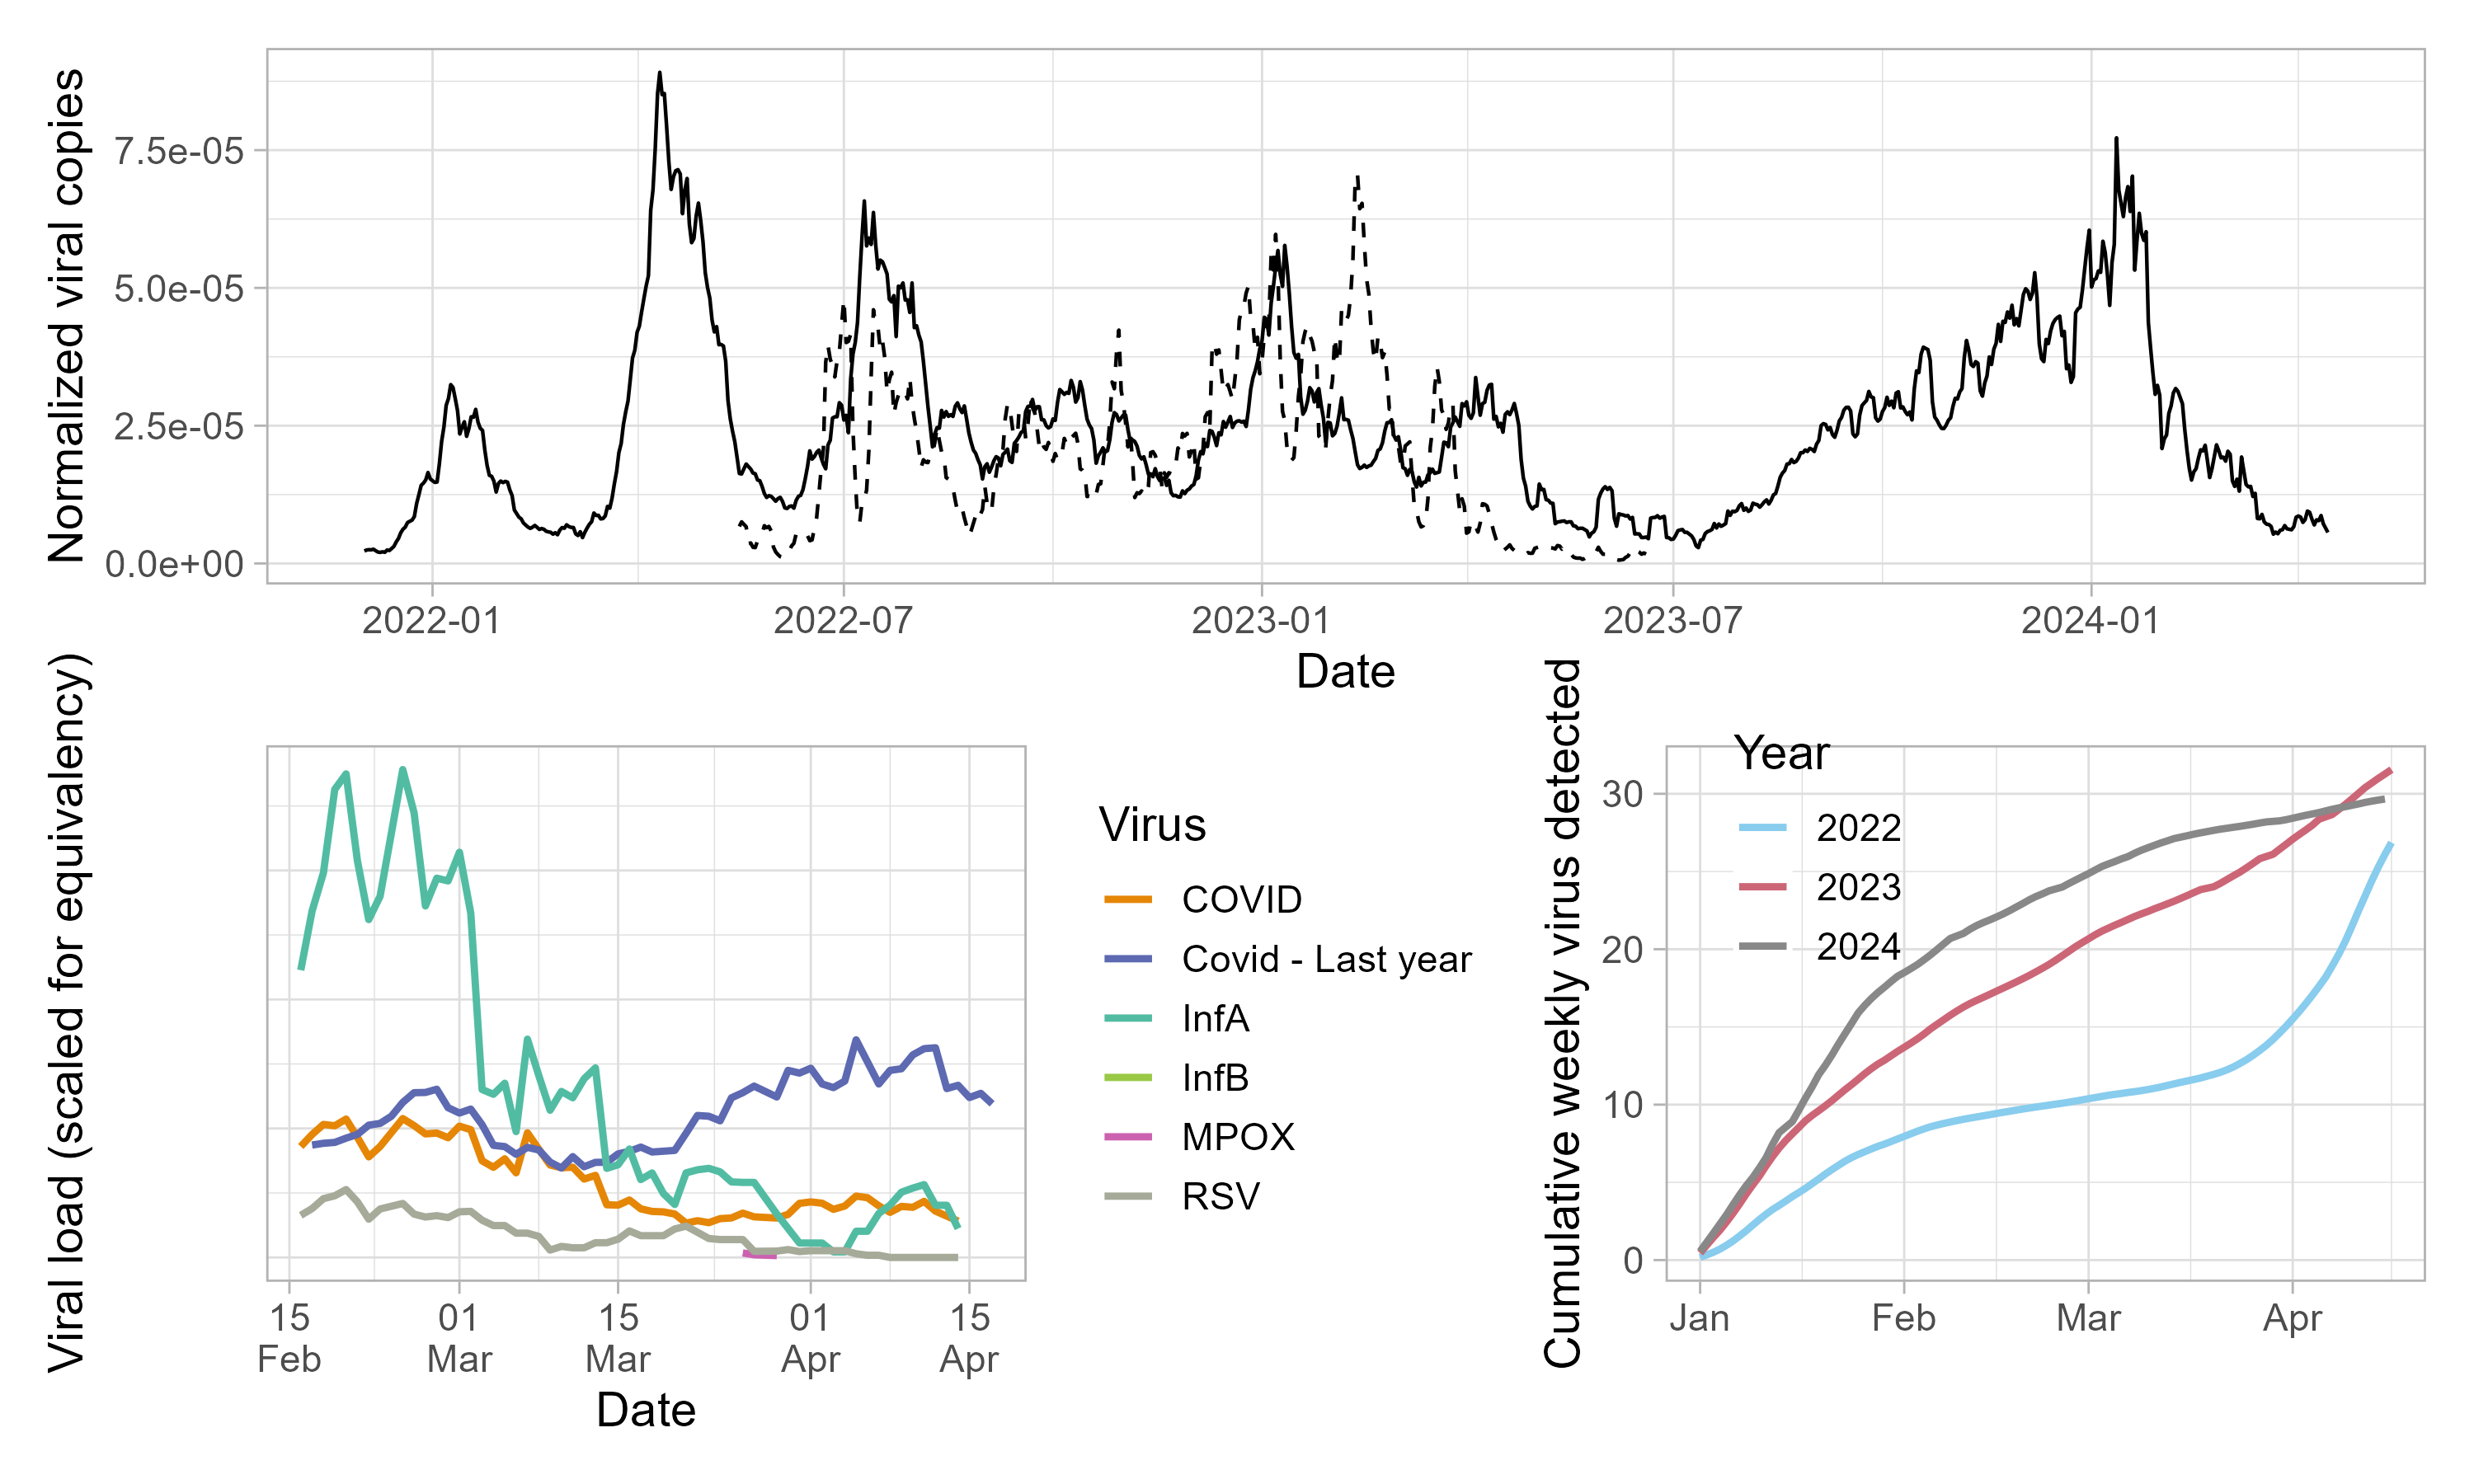 Normalized viral copies
7.5e-05
5.0e-05
2.5e-05
0.0e+00
2022-01
2022-07
2023-01
2023-07
2024-01
Date
Viral load (scaled for equivalency)
15
Feb
01
Mar
15
Mar
01
Apr
15
Apr
Date
Virus
COVID
Covid - Last year
InfA
InfB
MPOX
RSV
Cumulative weekly virus detected
30
20
10
0
Year
2022
2023
2024
Jan
Feb
Mar
Apr